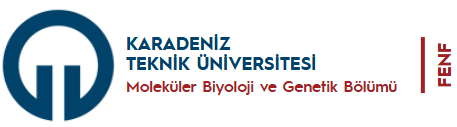 KARADENİZ
TEKNİK ÜNİVERSİTESİ
Moleküler Biyoloji ve Genetik Bölümü
FENF